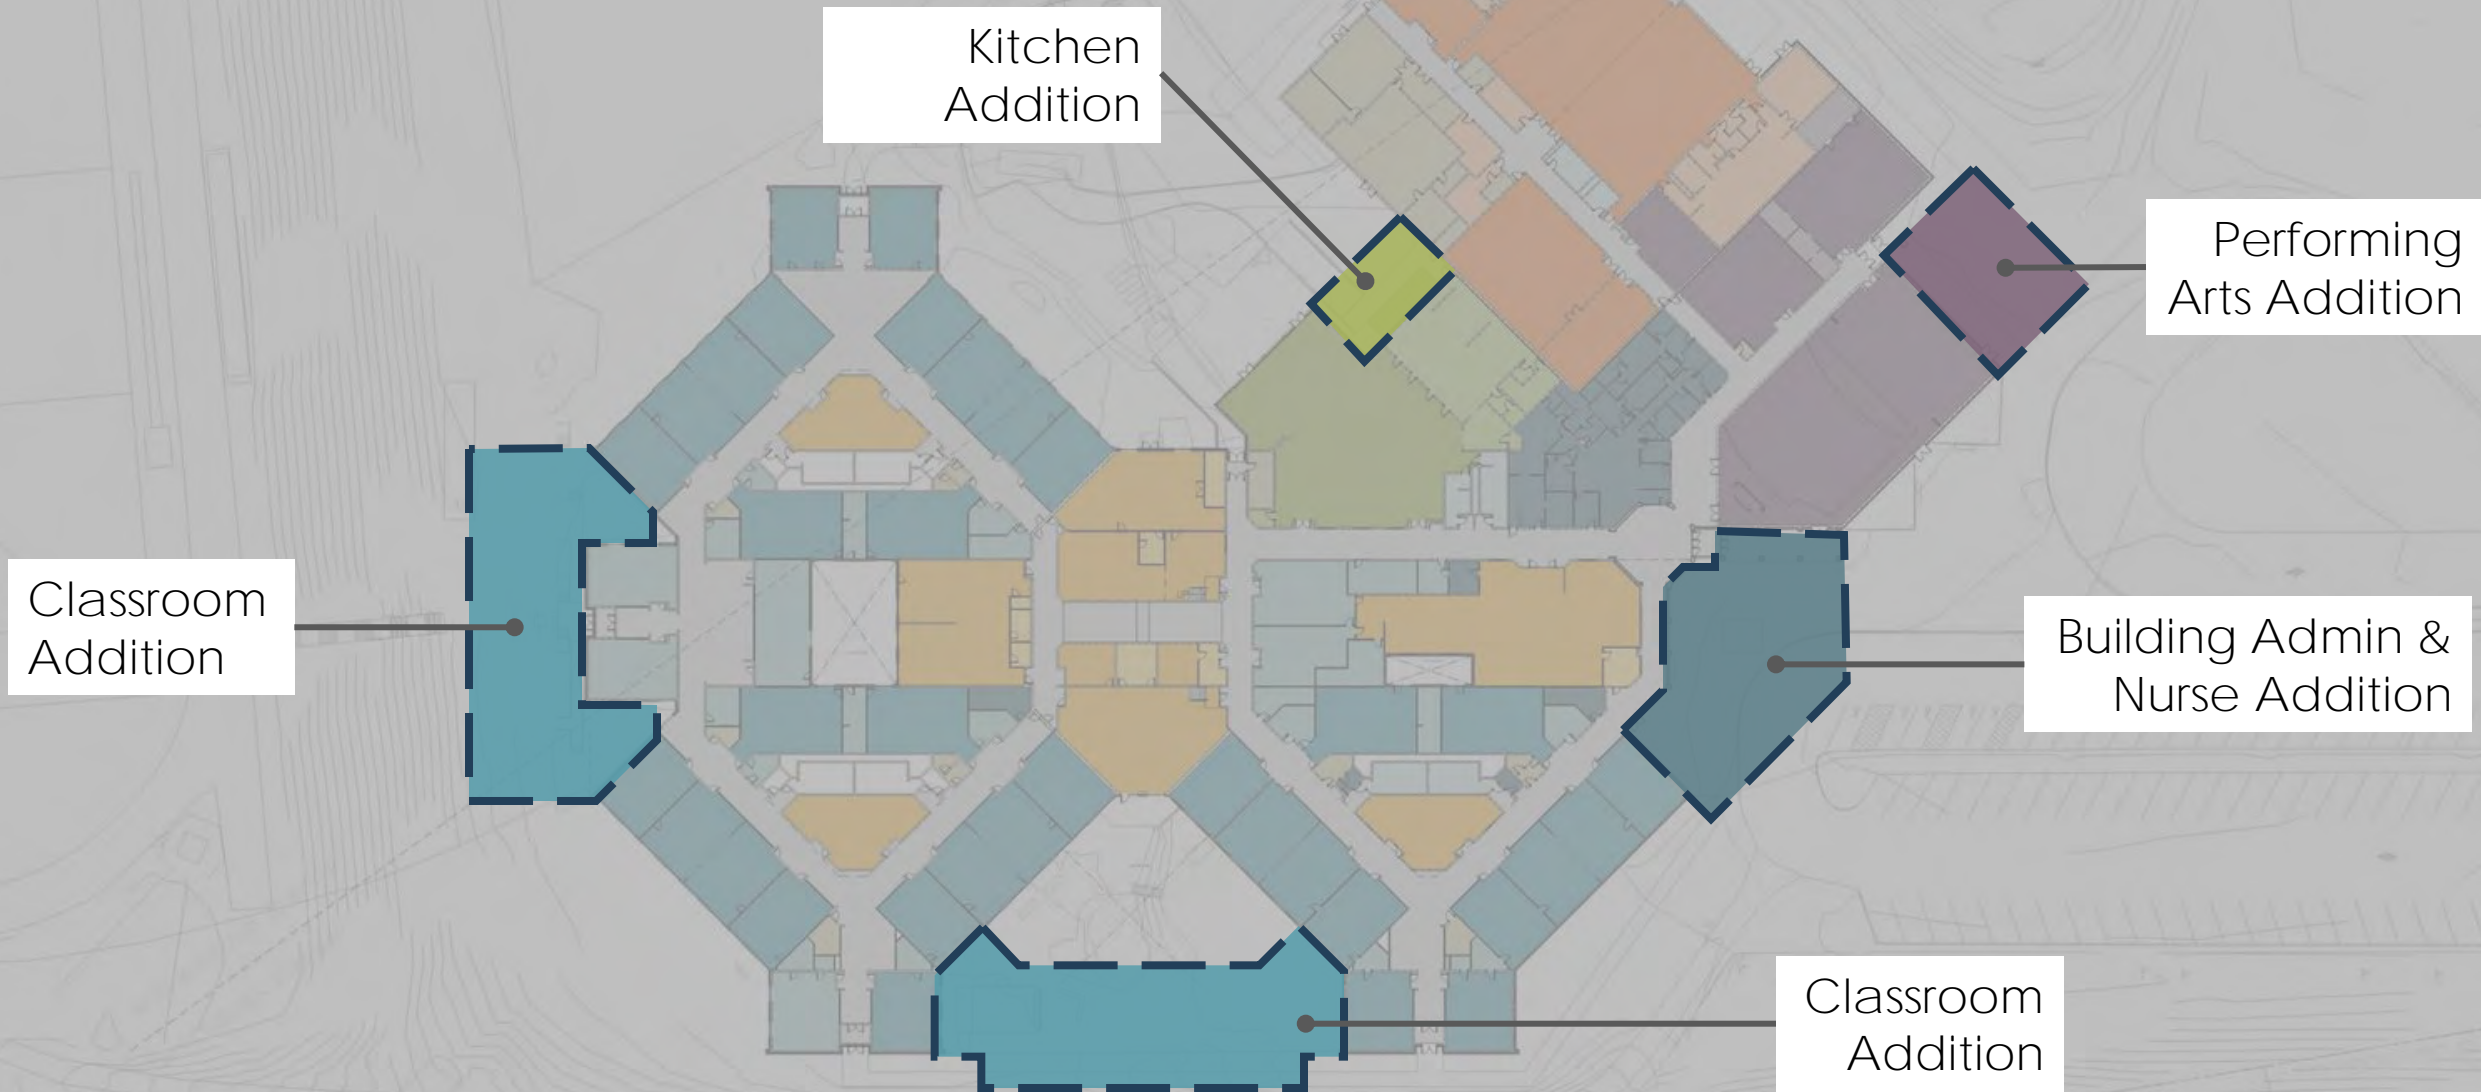 Kitchen
Addition
Performing
Arts Addition
Classroom
Addition
Building Admin &
Nurse Addition
Classroom
Addition